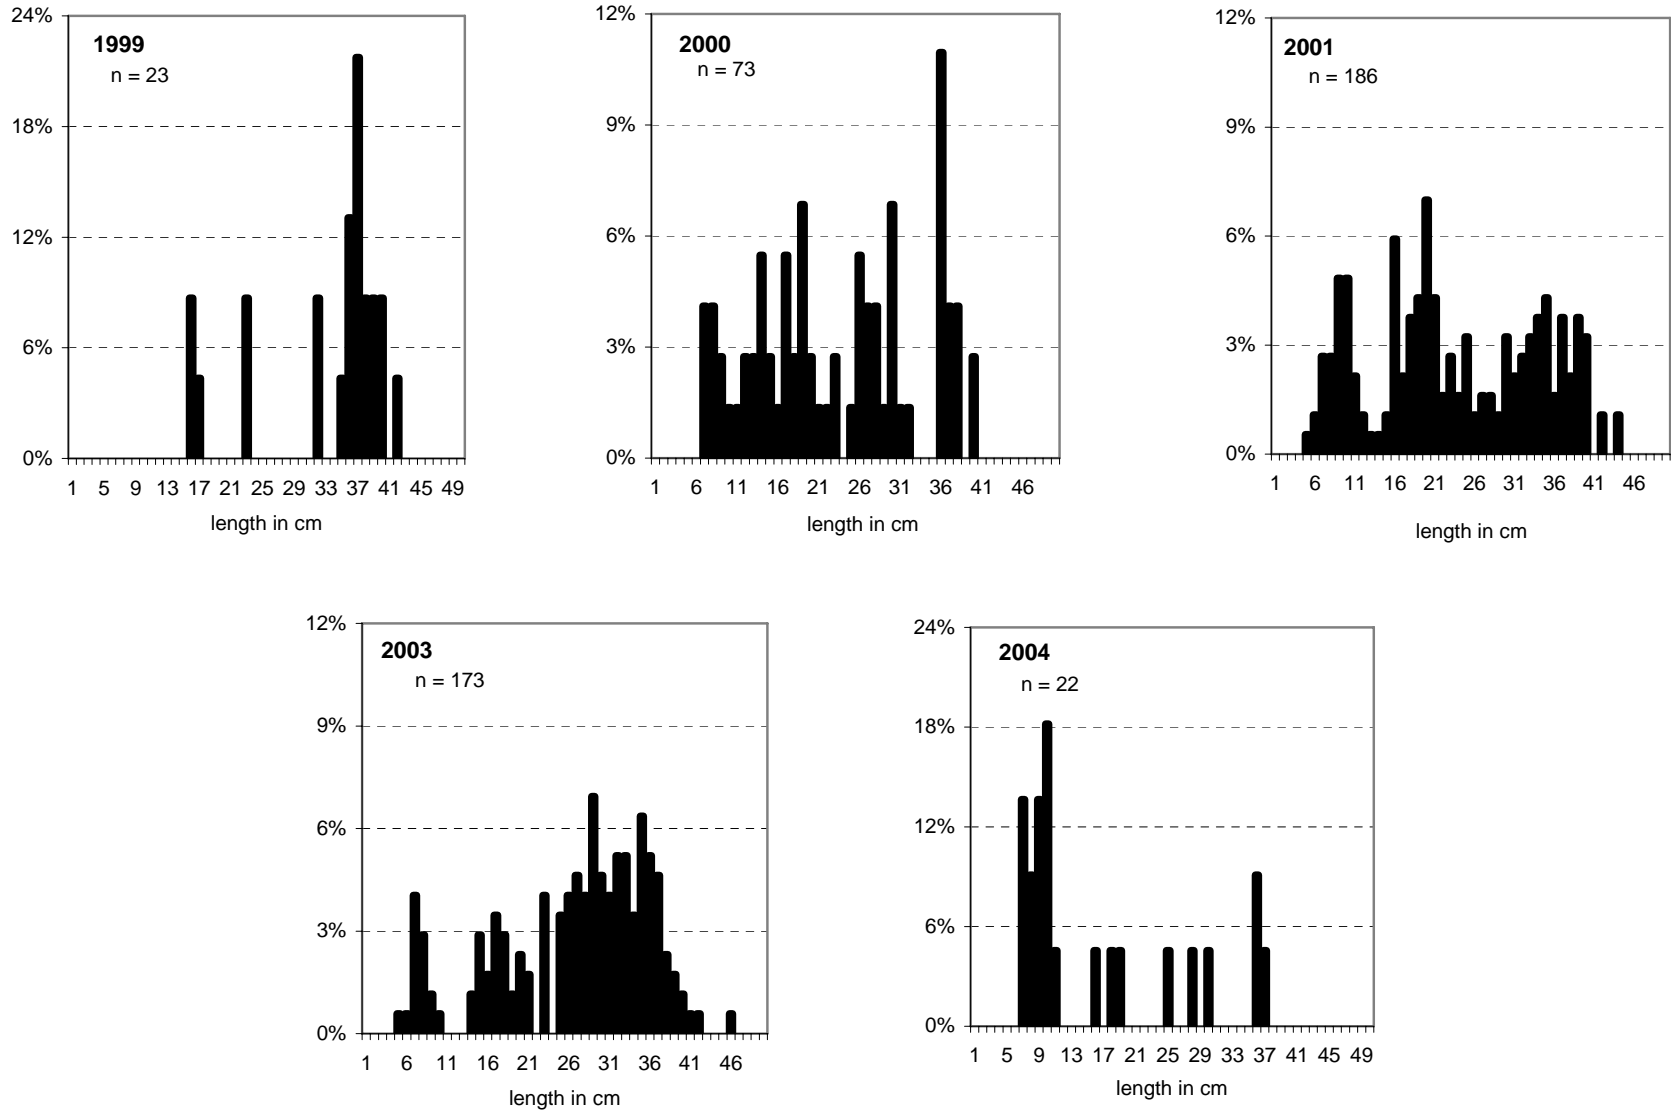 24%
1999
n = 23
18%
12%
6%
0%
1 5 9 13 17 21 25 29 33 37 41 45 49
length in cm
12%
2000
n = 73
9%
6%
3%
0%
1 6 11 16 21 26 31 36 41 46
length in cm
12%
2001
n = 186
9%
6%
3%
0%
1 6 11 16 21 26 31 36 41 46
length in cm
12%
2003
n = 173
9%
6%
3%
0%
1 6 11 16 21 26 31 36 41 46
length in cm
24%
2004
n = 22
18%
12%
6%
0%
1 5 9 13 17 21 25 29 33 37 41 45 49
length in cm